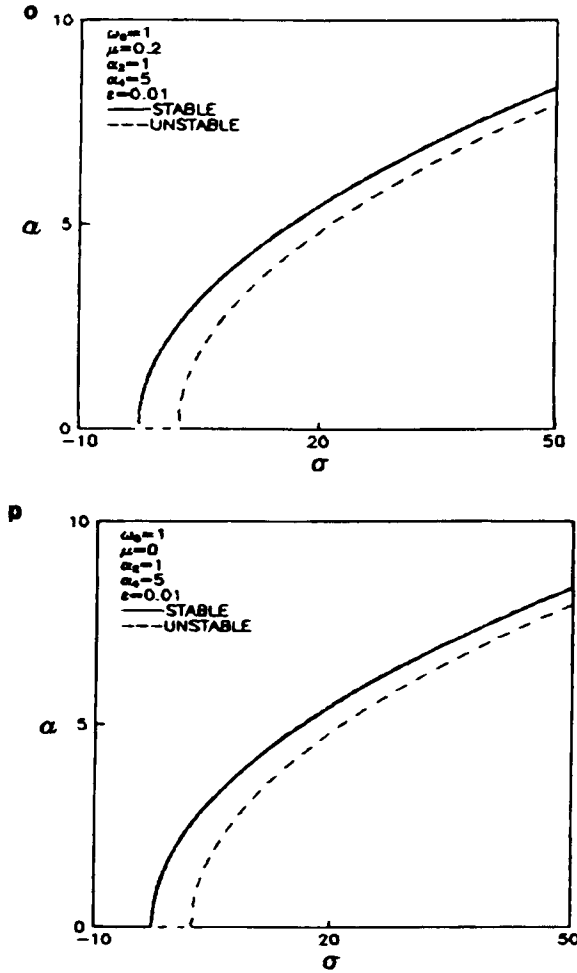 o
10
ω₀=1
μ=0.2
α₂=1
α₄=5
ε=0.01
STABLE
UNSTABLE
5
a
0
-10
20
50
σ
p
10
ω₀=1
μ=0
α₂=1
α₄=5
ε=0.01
STABLE
UNSTABLE
5
a
0
-10
20
50
σ